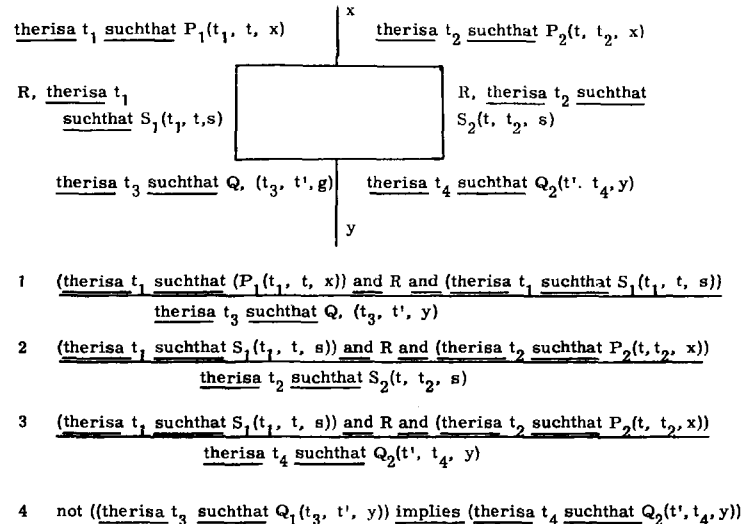 x
therisa t₁ suchthat P₁(t₁, t, x) therisa t₂ suchthat P₂(t, t₂, x)
R, therisa t₁ R, therisa t₂ suchthat
suchthat S₁(t₁, t,s) S₂(t, t₂, s)
therisa t₃ suchthat Q, (t₃, t', g) therisa t₄ suchthat Q₂(t'. t₄, y)
y
1 (therisa t₁ suchthat (P₁(t₁, t, x)) and R and (therisa t₁ suchthat S₁(t₁, t, s))
therisa t₃ suchthat Q, (t₃, t', y)
2 (therisa t₁ suchthat S₁(t₁, t, s)) and R and (therisa t₂ suchthat P₂(t,t₂, x))
therisa t₂ suchthat S₂(t, t₂, s)
3 (therisa t₁ suchthat S₁(t₁, t, s)) and R and (therisa t₂ suchthat P₂(t, t₂, x))
therisa t₄ suchthat Q₂(t', t₄, y)
4 not ((therisa t₃ suchthat Q₁(t₃, t', y)) implies (therisa t₄ suchthat Q₂(t', t₄, y))